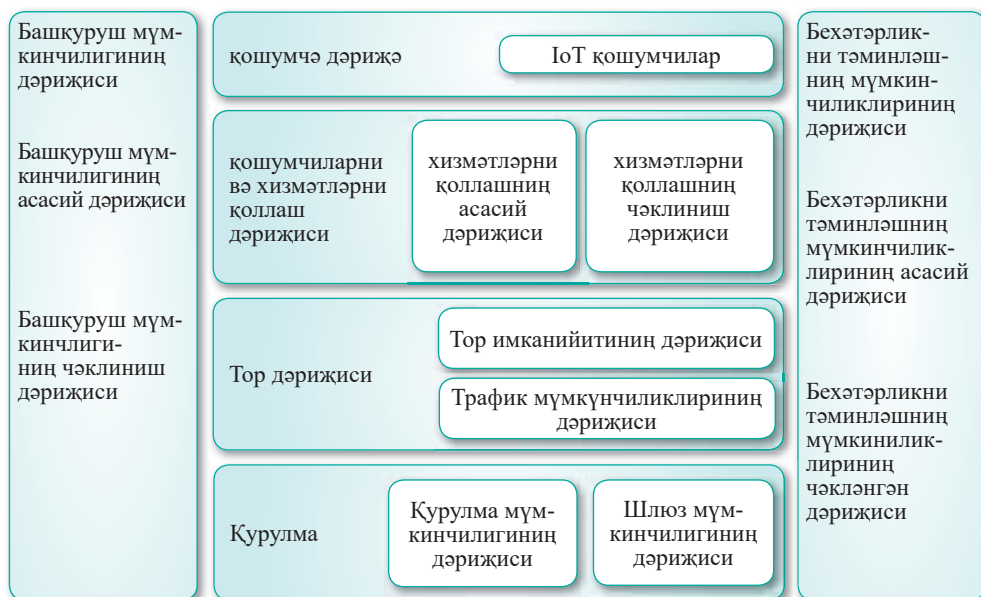 Башқуруш мүм-
кинчилигиниң
дәриҗиси
Башқуруш мүм-
кинчилигиниң
асасий дәриҗиси
Башқуруш мүм-
кинчлиги-
ниң чәклиниш
дәриҗиси
қошумчә дәриҗә
IoT қошумчилар
қошумчиларни
вә хизмәтләрни
қоллаш
дәриҗиси
хизмәтләрни
қоллашниң
асасий
дәриҗиси
хизмәтләрни
қоллашниң
чәклиниш
дәриҗиси
Тор дәриҗиси
Тор имканийитиниң дәриҗиси
Трафик мүмкүнчиликлириниң
дәриҗиси
Қурулма
Қурулма мүм-
кинчилигиниң
дәриҗиси
Шлюз мүм-
кинчилигиниң
дәриҗиси
Бехәтәрлик-
ни тәминләш-
ниң мүмкин-
чиликлириниң
дәриҗиси
Бехәтәрликни
тәминләшниң
мүмкинчилик-
лириниң асасий
дәриҗиси
Бехәтәрликни
тәминләшниң
мүмкинилик-
лириниң
чәкләнгән
дәриҗиси